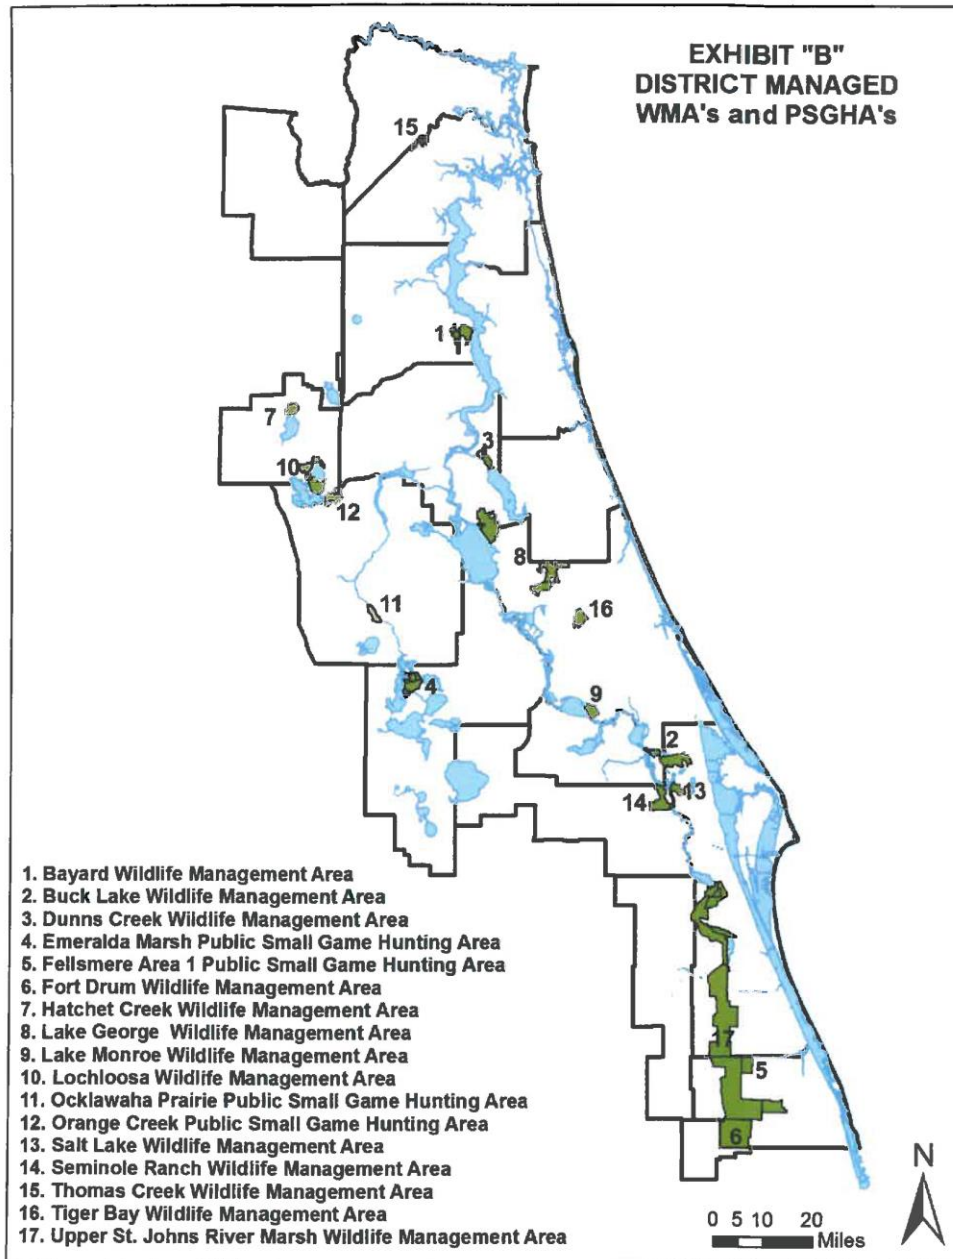 EXHIBIT "B"
DISTRICT MANAGED
WMA's and PSGHA's
15
1
7
3
10
12
8
16
11
4
9
2
13
14
17
5
6
1. Bayard Wildlife Management Area
2. Buck Lake Wildlife Management Area
3. Dunns Creek Wildlife Management Area
4. Emeralda Marsh Public Small Game Hunting Area
5. Fellsmere Area 1 Public Small Game Hunting Area
6. Fort Drum Wildlife Management Area
7. Hatchet Creek Wildlife Management Area
8. Lake George Wildlife Management Area
9. Lake Monroe Wildlife Management Area
10. Lochloosa Wildlife Management Area
11. Ocklawaha Prairie Public Small Game Hunting Area
12. Orange Creek Public Small Game Hunting Area
13. Salt Lake Wildlife Management Area
14. Seminole Ranch Wildlife Management Area
15. Thomas Creek Wildlife Management Area
16. Tiger Bay Wildlife Management Area
17. Upper St. Johns River Marsh Wildlife Management Area
N
0 5 10 20
Miles